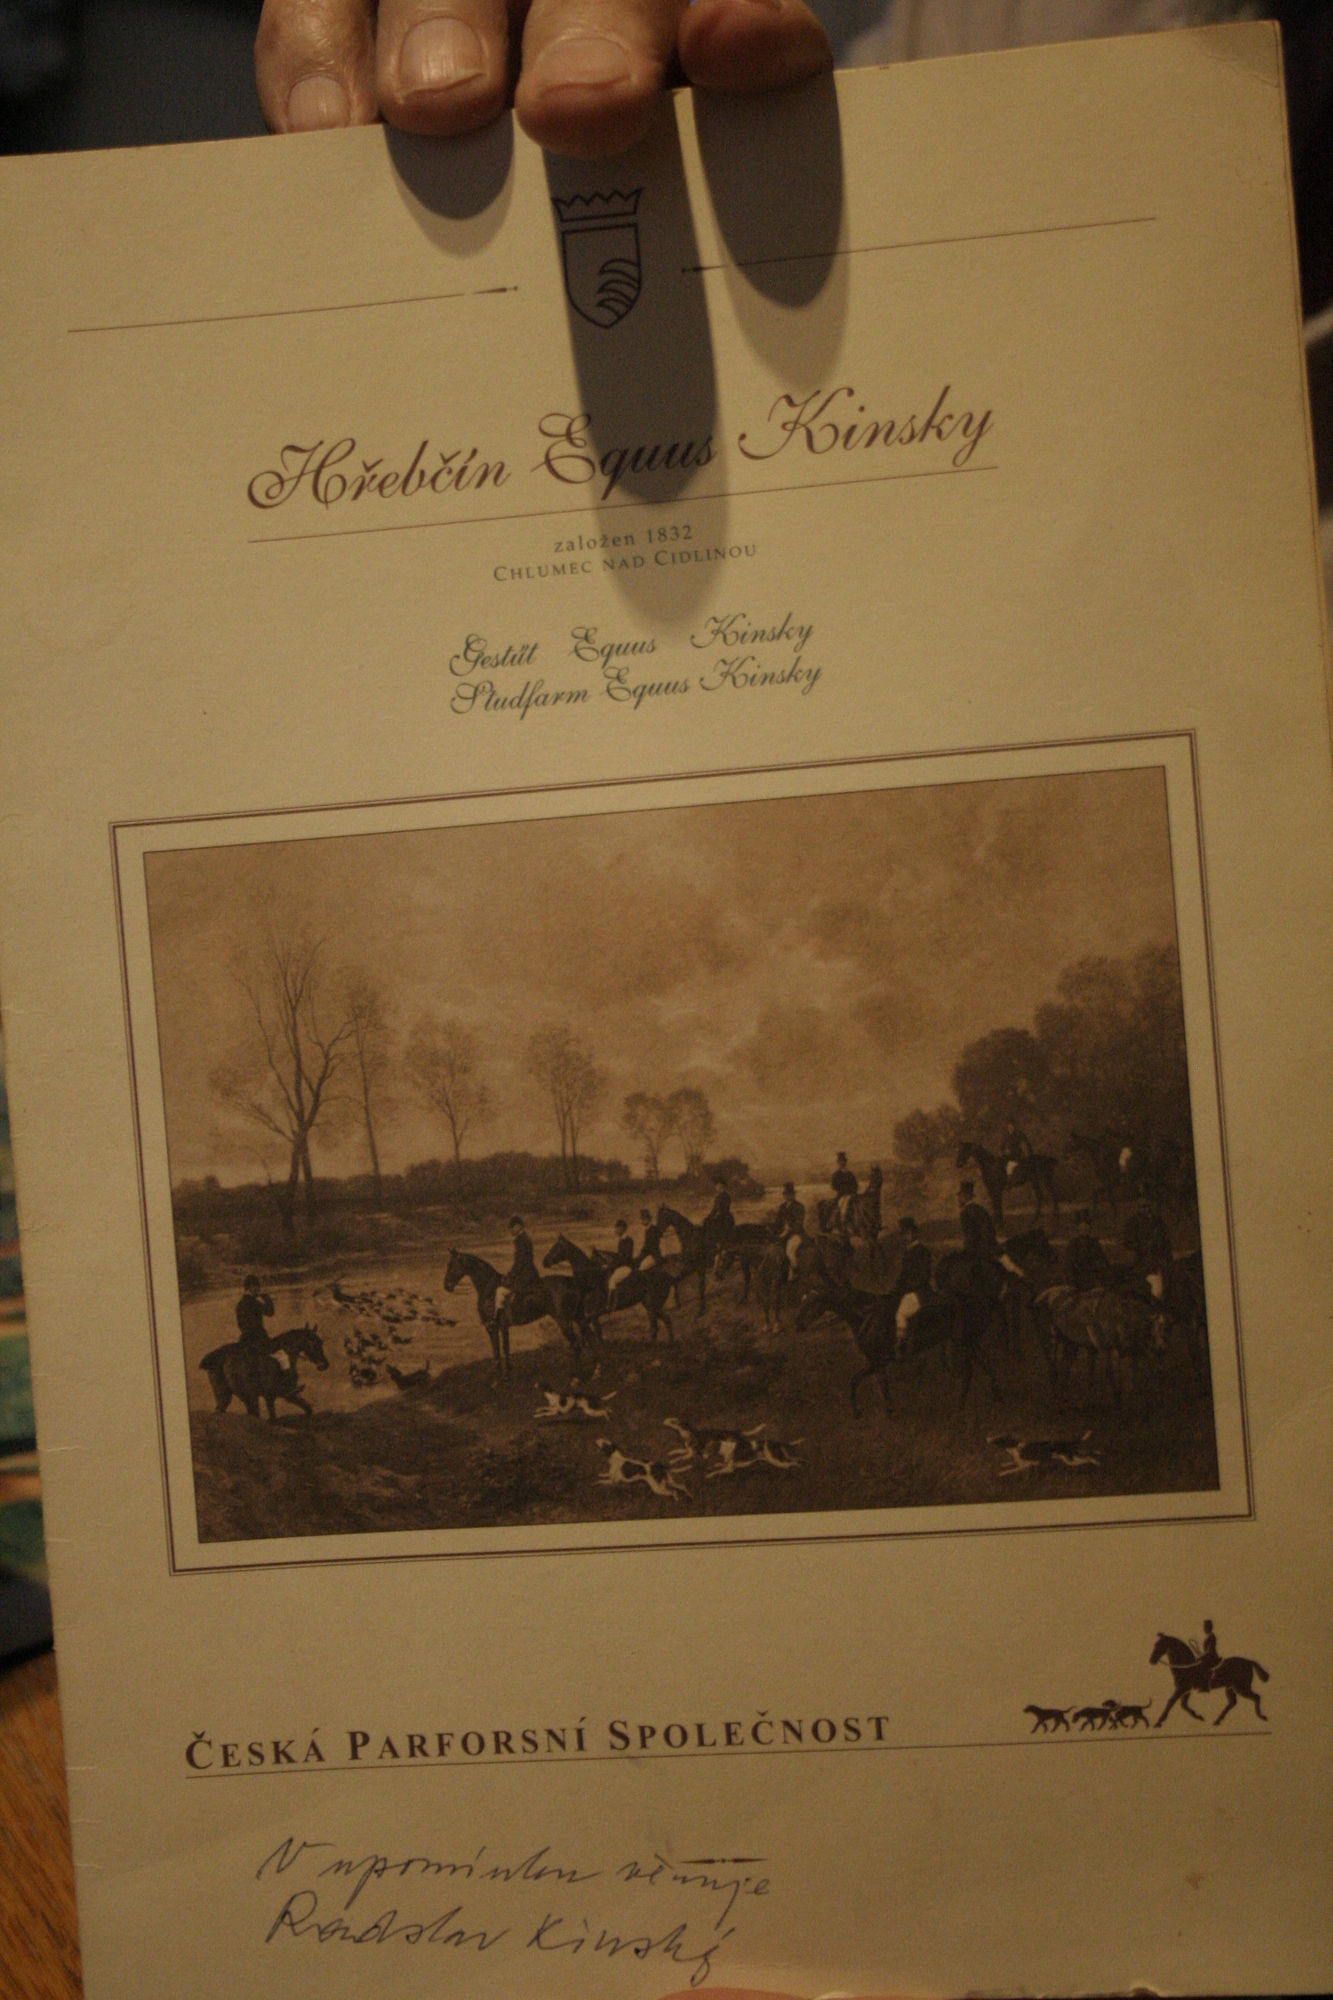 Hřebčín Equus Kinsky
založen 1832
CHLUMEC NAD CIDLINOU
Gestüt Equus Kinsky
Studfarm Equus Kinsky
ČESKÁ PARFORSNÍ SPOLEČNOST
V upomínku věnuje
Radslav Kinský